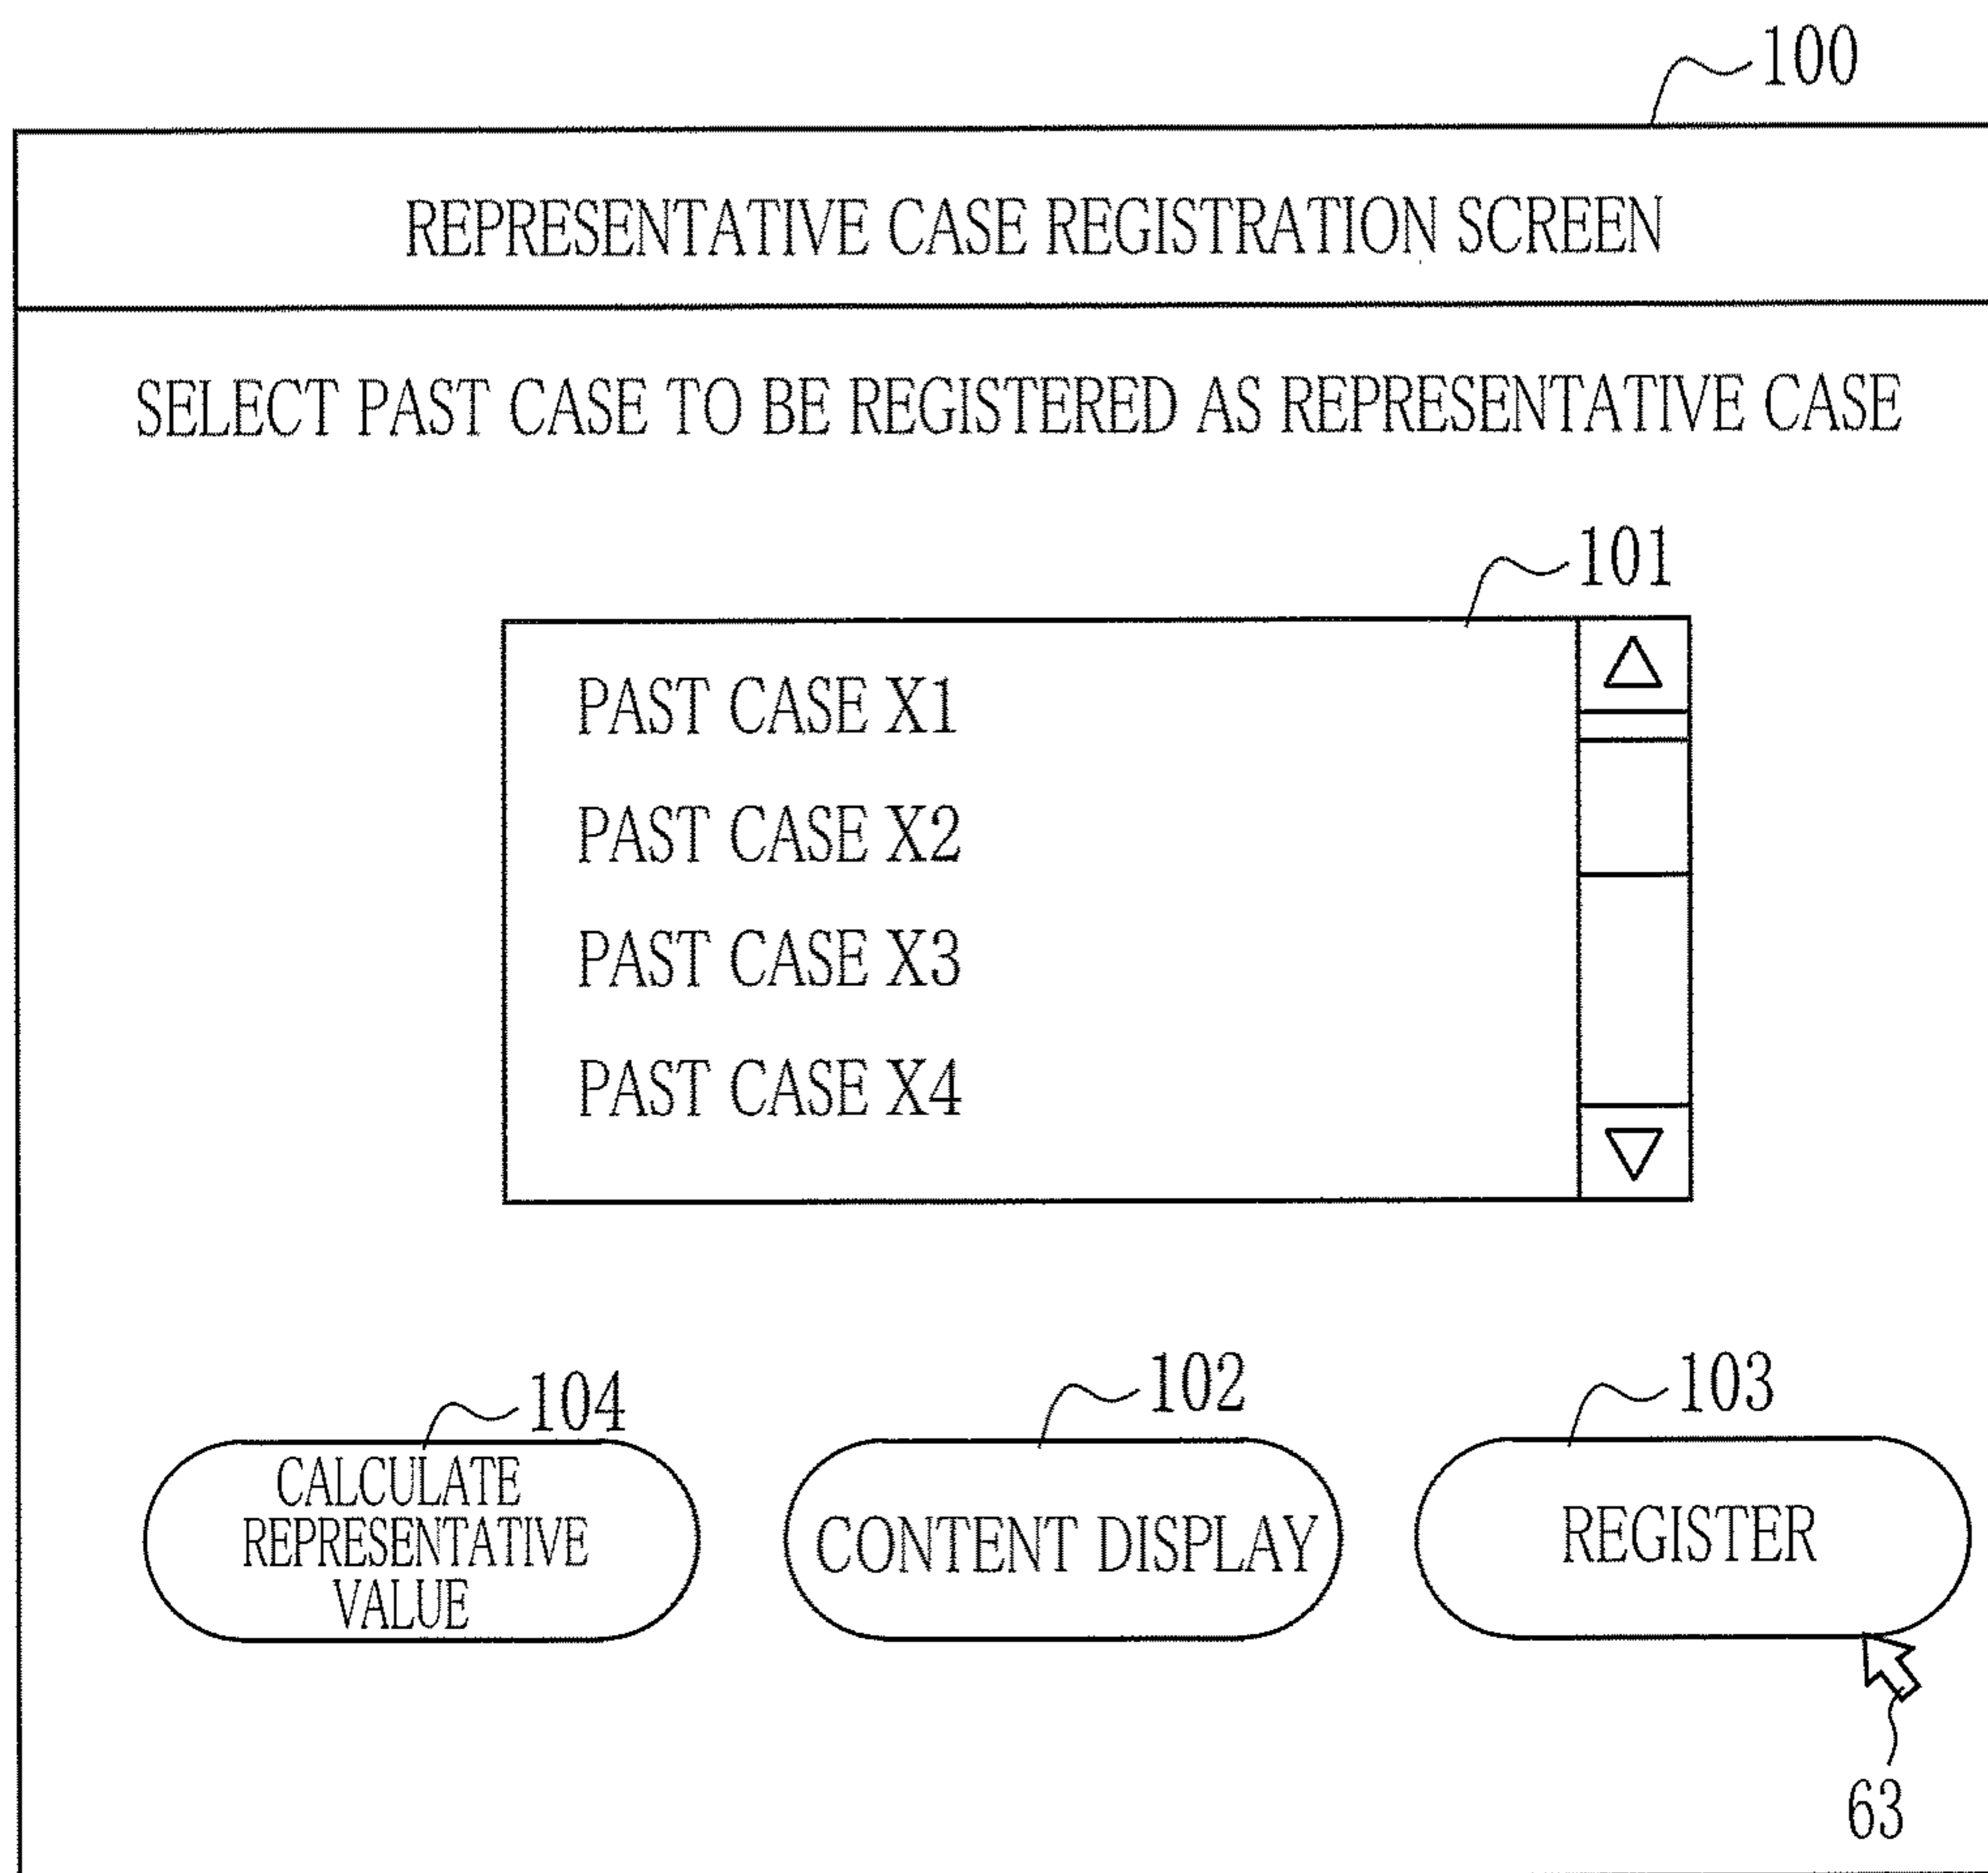 100
REPRESENTATIVE CASE REGISTRATION SCREEN
SELECT PAST CASE TO BE REGISTERED AS REPRESENTATIVE CASE
101
PAST CASE X1
PAST CASE X2
PAST CASE X3
PAST CASE X4
104
CALCULATE
REPRESENTATIVE
VALUE
102
CONTENT DISPLAY
103
REGISTER
63